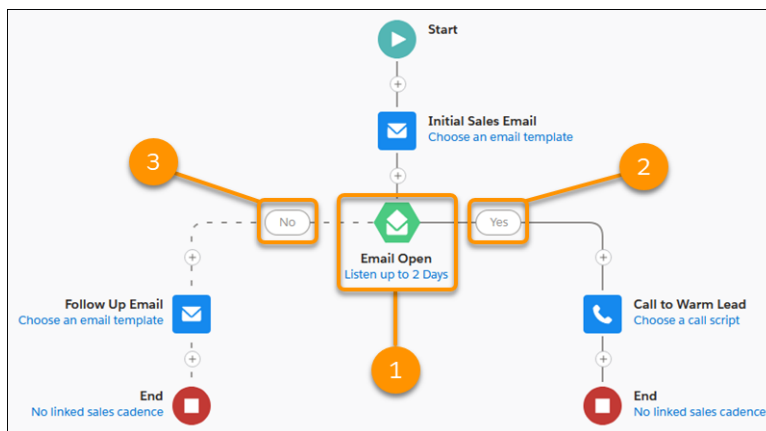 Start
Initial Sales Email
Choose an email template
3
2
No
Yes
Email Open
Listen up to 2 Days
Follow Up Email
Choose an email template
Call to Warm Lead
Choose a call script
1
End
No linked sales cadence
End
No linked sales cadence